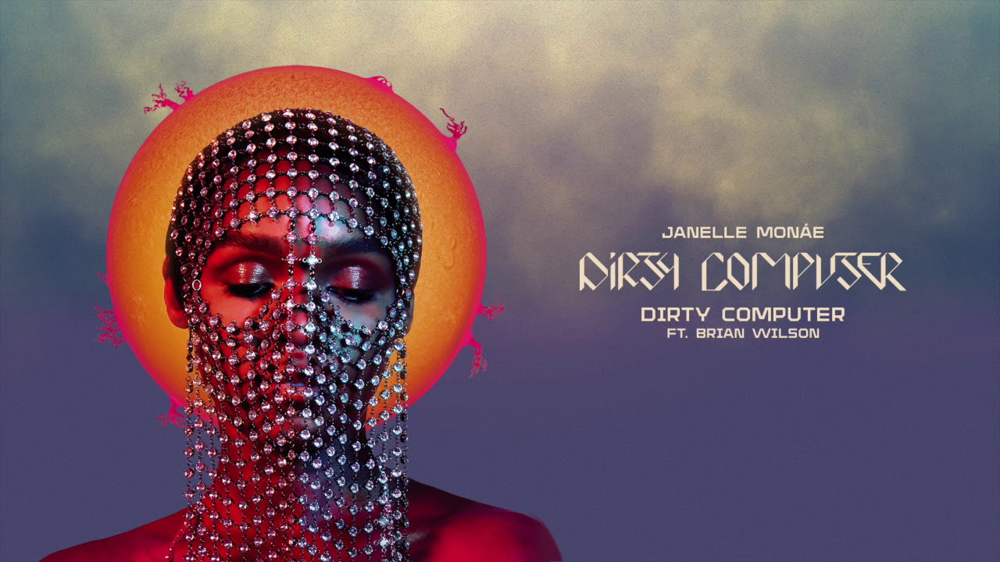 JANELLE MONÁE
DIRTY COMPUTER
DIRTY COMPUTER
FT. BRIAN WILSON